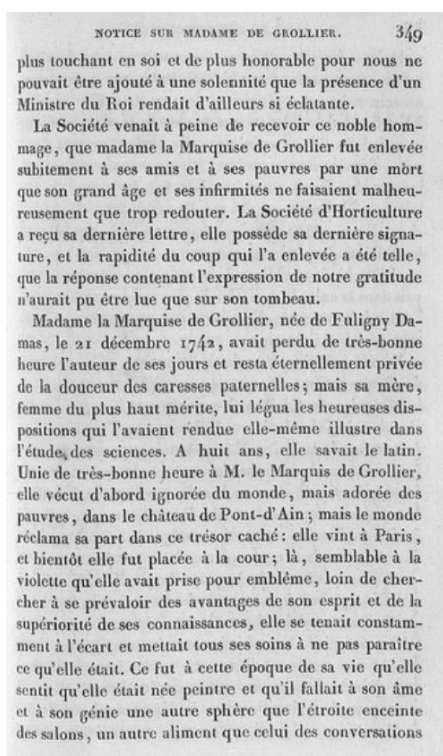 NOTICE SUR MADAME DE GROLLIER. 349
plus touchant en soi et de plus honorable pour nous ne
pouvait être ajouté à une solennité que la présence d'un
Ministre du Roi rendait d'ailleurs si éclatante.
La Société venait à peine de recevoir ce noble hom-
mage, que madame la Marquise de Grollier fut enlevée
subitement à ses amis et à ses pauvres par une mort
que son grand âge et ses infirmités ne faisaient malheu-
reusement que trop redouter. La Société d'Horticulture
a reçu sa dernière lettre, elle possède sa dernière signa-
ture, et la rapidité du coup qui l'a enlevée a été telle,
que la réponse contenant l'expression de notre gratitude
n'aurait pu être lue que sur son tombeau.
Madame la Marquise de Grollier, née de Fuligny Da-
mas, le 21 décembre 1742, avait perdu de très-bonne
heure l'auteur de ses jours et resta éternellement privée
de la douceur des caresses paternelles; mais sa mère,
femme du plus haut mérite, lui légua les heureuses dis-
positions qui l'avaient rendue elle-même illustre dans
l'étude des sciences. A huit ans, elle savait le latin.
Unie de très-bonne heure à M. le Marquis de Grollier,
elle vécut d'abord ignorée du monde, mais adorée des
pauvres, dans le château de Pont-d'Ain; mais le monde
réclama sa part dans ce trésor caché: elle vint à Paris,
et bientôt elle fut placée à la cour; là, semblable à la
violette qu'elle avait prise pour emblême, loin de cher-
cher à se prévaloir des avantages de son esprit et de la
supériorité de ses connaissances, elle se tenait constam-
ment à l'écart et mettait tous ses soins à ne pas paraître
ce qu'elle était. Ce fut à cette époque de sa vie qu'elle
sentit qu'elle était née peintre et qu'il fallait à son âme
et à son génie une autre sphère que l'étroite enceinte
des salons, un autre aliment que celui des conversations